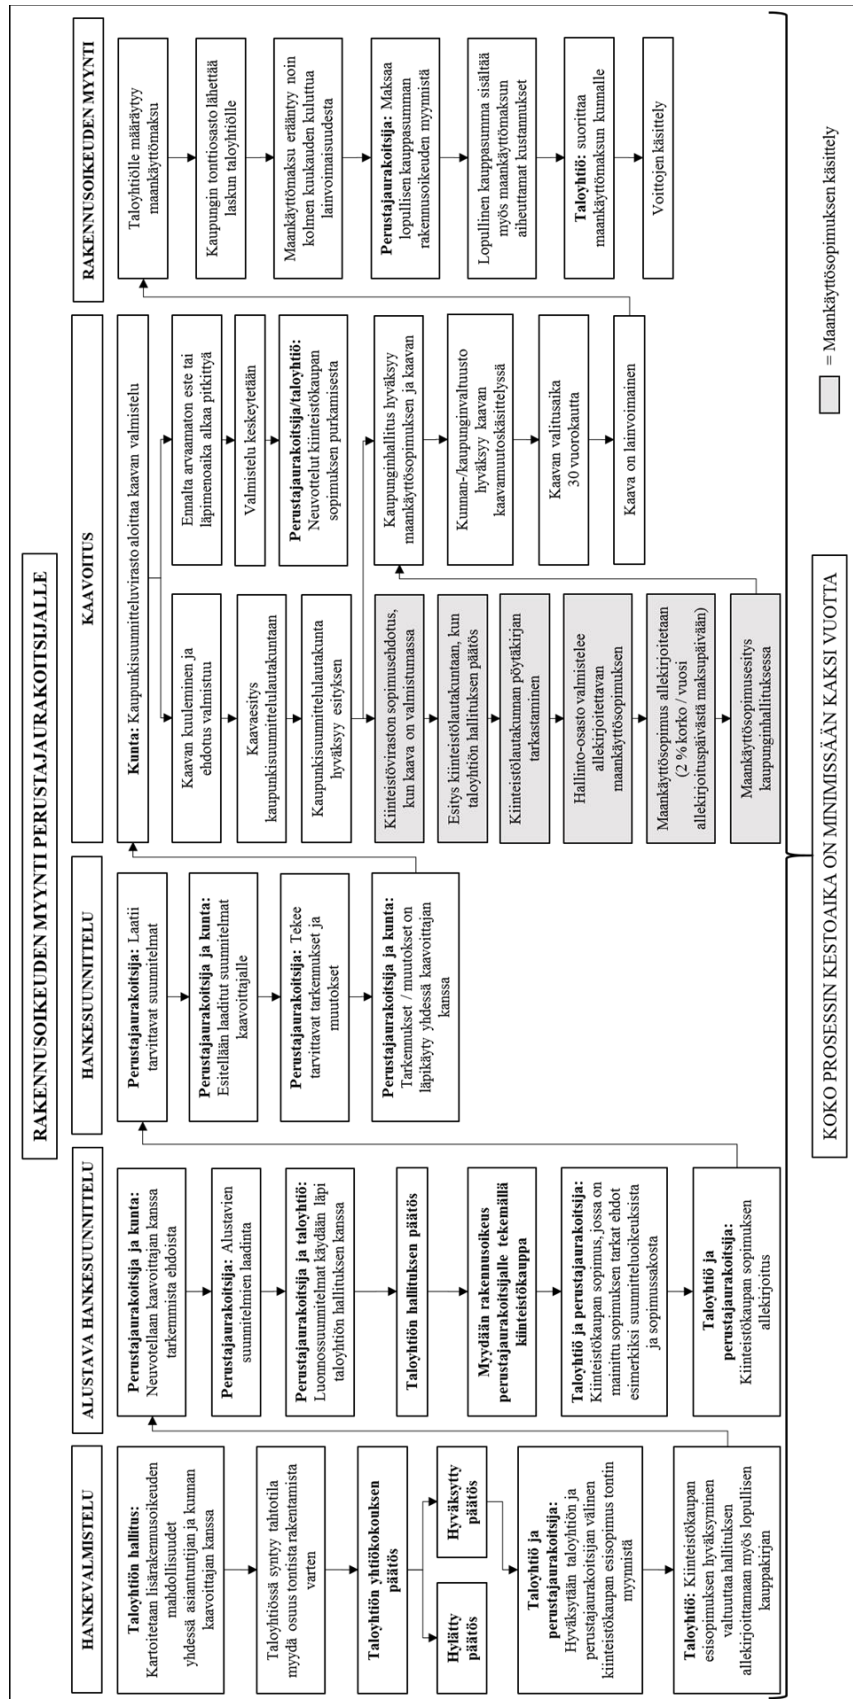 RAKENNUSOIKEUDEN MYYNTI PERUSTAJAURAKOITSIJALLE
HANKEVALMISTELU
Taloyhtiön hallitus:
Kartoitetaan lisärakennusoikeuden
mahdollisuudet
yhdessä asiantuntijan ja kunnan
kaavoittajan kanssa
Taloyhtiössä syntyy tahtotila
myydä osuus tontista rakentamista
varten
Taloyhtiön yhtiökokouksen
päätös
Hylätty
päätös
Hyväksytty
päätös
Taloyhtiö ja
perustajaurakoitsija:
Hyväksytään taloyhtiön ja
perustajaurakoitsijan välinen
kiinteistökaupan esisopimus tontin
myynnistä
Taloyhtiö: Kiinteistökaupan
esisopimuksen hyväksyminen
valtuuttaa hallituksen
allekirjoittamaan myös lopullisen
kauppakirjan
ALUSTAVA HANKESUUNNITTELU
Perustajaurakoitsija ja kunta:
Neuvotellaan kaavoittajan kanssa
tarkemmista ehdoista
Perustajaurakoitsija: Alustavien
suunnitelmien laadinta
Perustajaurakoitsija ja taloyhtiö:
Luonnossuunnitelmat käydään läpi
taloyhtiön hallituksen kanssa
Taloyhtiön hallituksen päätös
Myydään rakennusoikeus
perustajaurakoitsijalle tekemällä
kiinteistökauppa
Taloyhtiö ja perustajaurakoitsija:
Kiinteistökaupan sopimus, jossa on
mainittu sopimuksen tarkat ehdot
esimerkiksi suunnitteluoikeuksista
ja sopimussakosta
Taloyhtiö ja
perustajaurakoitsija:
Kiinteistökaupan sopimuksen
allekirjoitus
HANKESUUNNITTELU
Perustajaurakoitsija: Laatii
tarvittavat suunnitelmat
Perustajaurakoitsija ja kunta:
Esitellään laaditut suunnitelmat
kaavoittajalle
Perustajaurakoitsija: Tekee
tarvittavat tarkennukset ja
muutokset
Perustajaurakoitsija ja kunta:
Tarkennukset / muutokset on
läpikäyty yhdessä kaavoittajan
kanssa
KAAVOITUS
Kunta: Kaupunkisuunnitteluvirasto aloittaa kaavan valmistelu
Kaavan kuuleminen ja
ehdotus valmistuu
Kaavaesitys
kaupunkisuunnittelulautakuntaan
Kaupunkisuunnittelulautakunta
hyväksyy esityksen
Kiinteistöviraston sopimusehdotus,
kun kaava on valmistumassa
Esitys kiinteistölautakuntaan, kun
taloyhtiön hallituksen päätös
Kiinteistölautakunnan pöytäkirjan
tarkastaminen
Hallinto-osasto valmistelee
allekirjoitettavan
maankäyttösopimuksen
Maankäyttösopimus allekirjoitetaan
(2 % korko / vuosi
allekirjoituspäivästä maksupäivään)
Maankäyttösopimusesitys
kaupunginhallituksessa
Ennalta arvaamaton este tai
läpimenoaika alkaa pitkittyä
Valmistelu keskeytetään
Perustajaurakoitsija/taloyhtiö:
Neuvottelut kiinteistökaupan
sopimuksen purkamisesta
Kaupunginhallitus hyväksyy
maankäyttösopimuksen ja kaavan
Kunnan-/kaupunginvaltuusto
hyväksyy kaavan
kaavamuutoskäsittelyssä
Kaavan valitusaika
30 vuorokautta
Kaava on lainvoimainen
RAKENNUSOIKEUDEN MYYNTI
Taloyhtiölle määräytyy
maankäyttömaksu
Kaupungin tonttiosasto lähettää
laskun taloyhtiölle
Maankäyttömaksu erääntyy noin
kolmen kuukauden kuluttua
lainvoimaisuudesta
Perustajaurakoitsija: Maksaa
lopullisen kauppasumman
rakennusoikeuden myynnistä
Lopullinen kauppasumma sisältää
myös maankäyttömaksun
aiheuttamat kustannukset
Taloyhtiö: suorittaa
maankäyttömaksun kunnalle
Voittojen käsittely
KOKO PROSESSIN KESTOAIKA ON MINIMISSÄÄN KAKSI VUOTTA
= Maankäyttösopimuksen käsittely